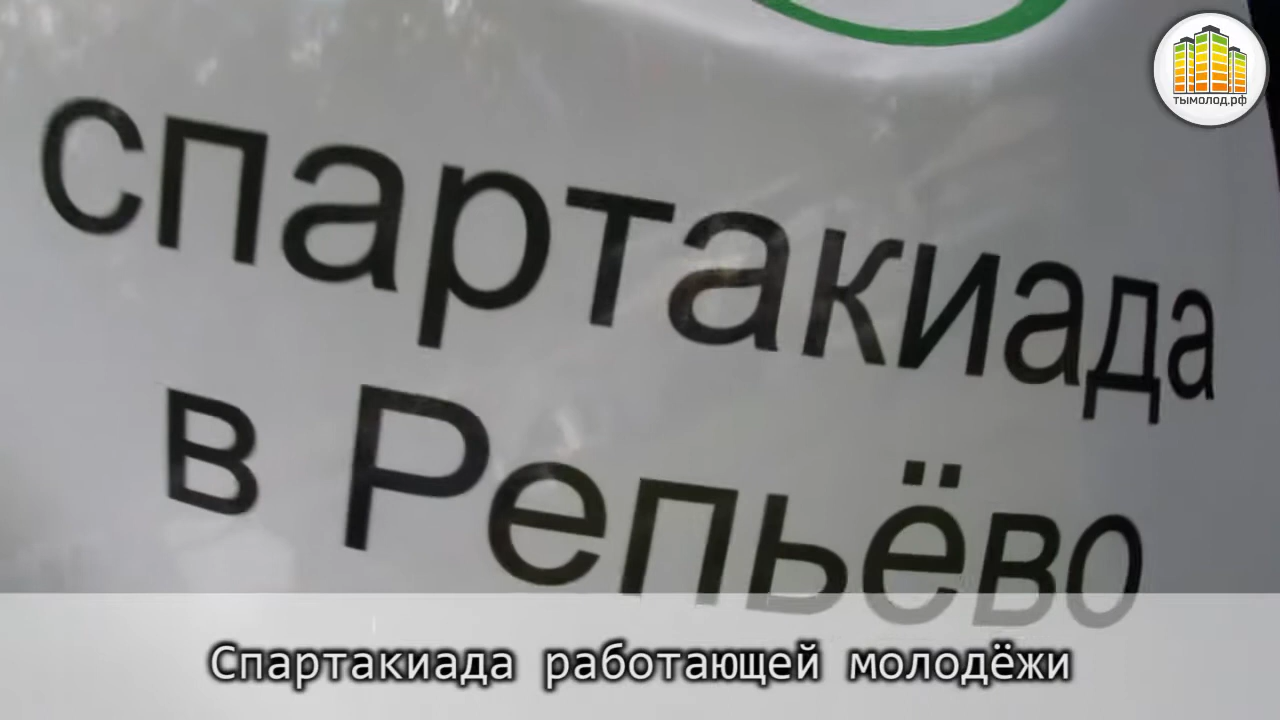 тымолод.рф
спартакиада
в Репьёво
Спартакиада работающей молодёжи